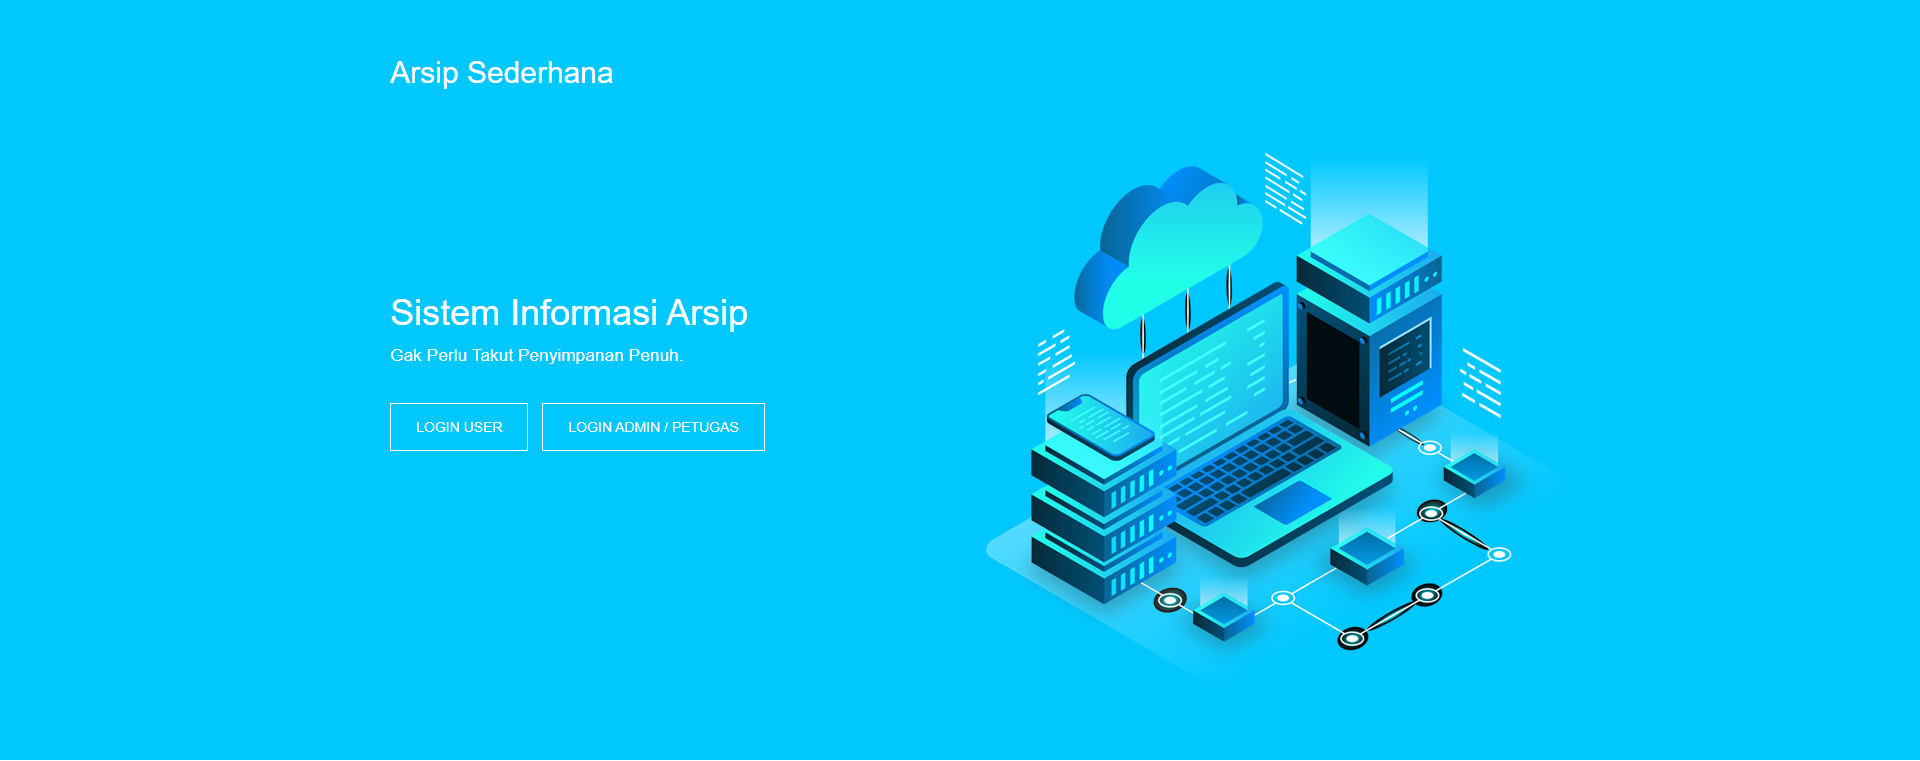 Arsip Sederhana
Sistem Informasi Arsip
Gak Perlu Takut Penyimpanan Penuh.
LOGIN USER
LOGIN ADMIN / PETUGAS